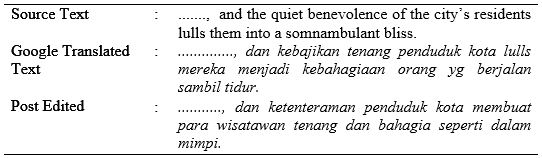 Source Text : ......., and the quiet benevolence of the city's residents
lulls them into a somnambulant bliss.
Google Translated : .............., dan kebajikan tenang penduduk kota lulls
Text mereka menjadi kebahagiaan orang yg berjalan
sambil tidur.
Post Edited : ..........., dan ketenteraman penduduk kota membuat
para wisatawan tenang dan bahagia seperti dalam
mimpi.